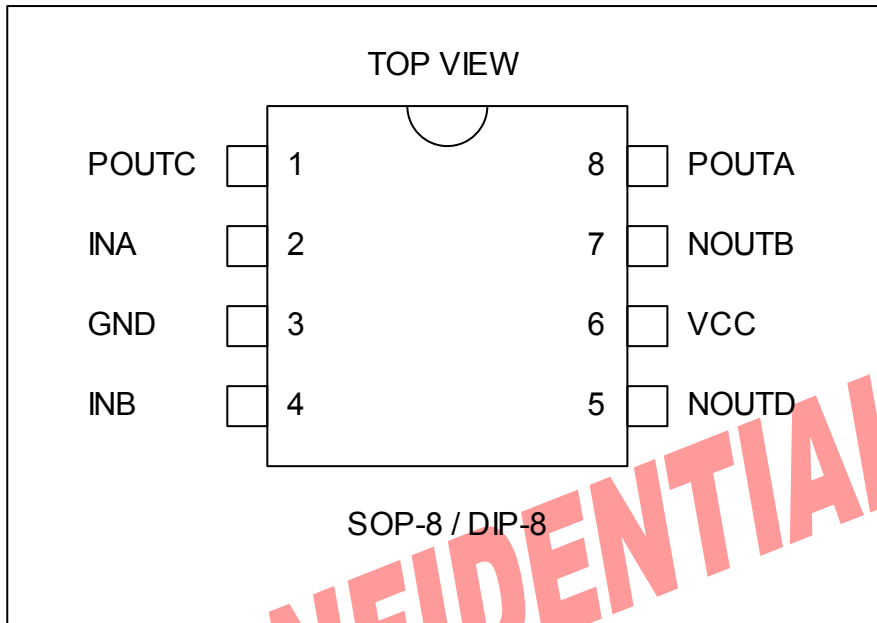 TOP VIEW
POUTC 1 8 POUTA
INA 2 7 NOUTB
GND 3 6 VCC
INB 4 5 NOUTD
SOP-8 / DIP-8
NFIDENTIAL